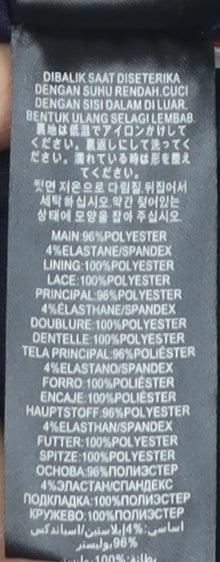 DIBALIK SAAT DISETERIKA
DENGAN SUHU RENDAH.CUCI
DENGAN SISI DALAM DI LUAR.
BENTUK ULANG SELAGI LEMBAB.
裏地は低温でアイロンかけして
ください。裏返しにして洗ってく
ださい。濡れている時は形を整え
てください。
뒷면 저온으로 다림질.뒤집어서
세탁 하십시오 약간 젖어있는
상태에 모양을 잡아 주십시오.
MAIN:96%POLYESTER
4%ELASTANE/SPANDEX
LINING:100%POLYESTER
LACE:100%POLYESTER
PRINCIPAL:96%POLYESTER
4%ÉLASTHANE/SPANDEX
DOUBLURE:100%POLYESTER
DENTELLE:100%POLYESTER
TELA PRINCIPAL:96%POLIÉSTER
4%ELASTANO/SPANDEX
FORRO:100%POLIÉSTER
ENCAJE:100%POLIÉSTER
HAUPTSTOFF:96%POLYESTER
4%ELASTHAN/SPANDEX
FUTTER:100%POLYESTER
SPITZE:100%POLYESTER
ОСНОВА:96%ПОЛИЭСТЕР
4%ЭЛАСТАН/СПАНДЕКС
ПОДКЛАДКА:100%ПОЛИЭСТЕР
КРУЖЕВО:100%ПОЛИЭСТЕР
اساسي:%4إيلاستين/اسباندكس
%96بوليستر
بطانة:%100